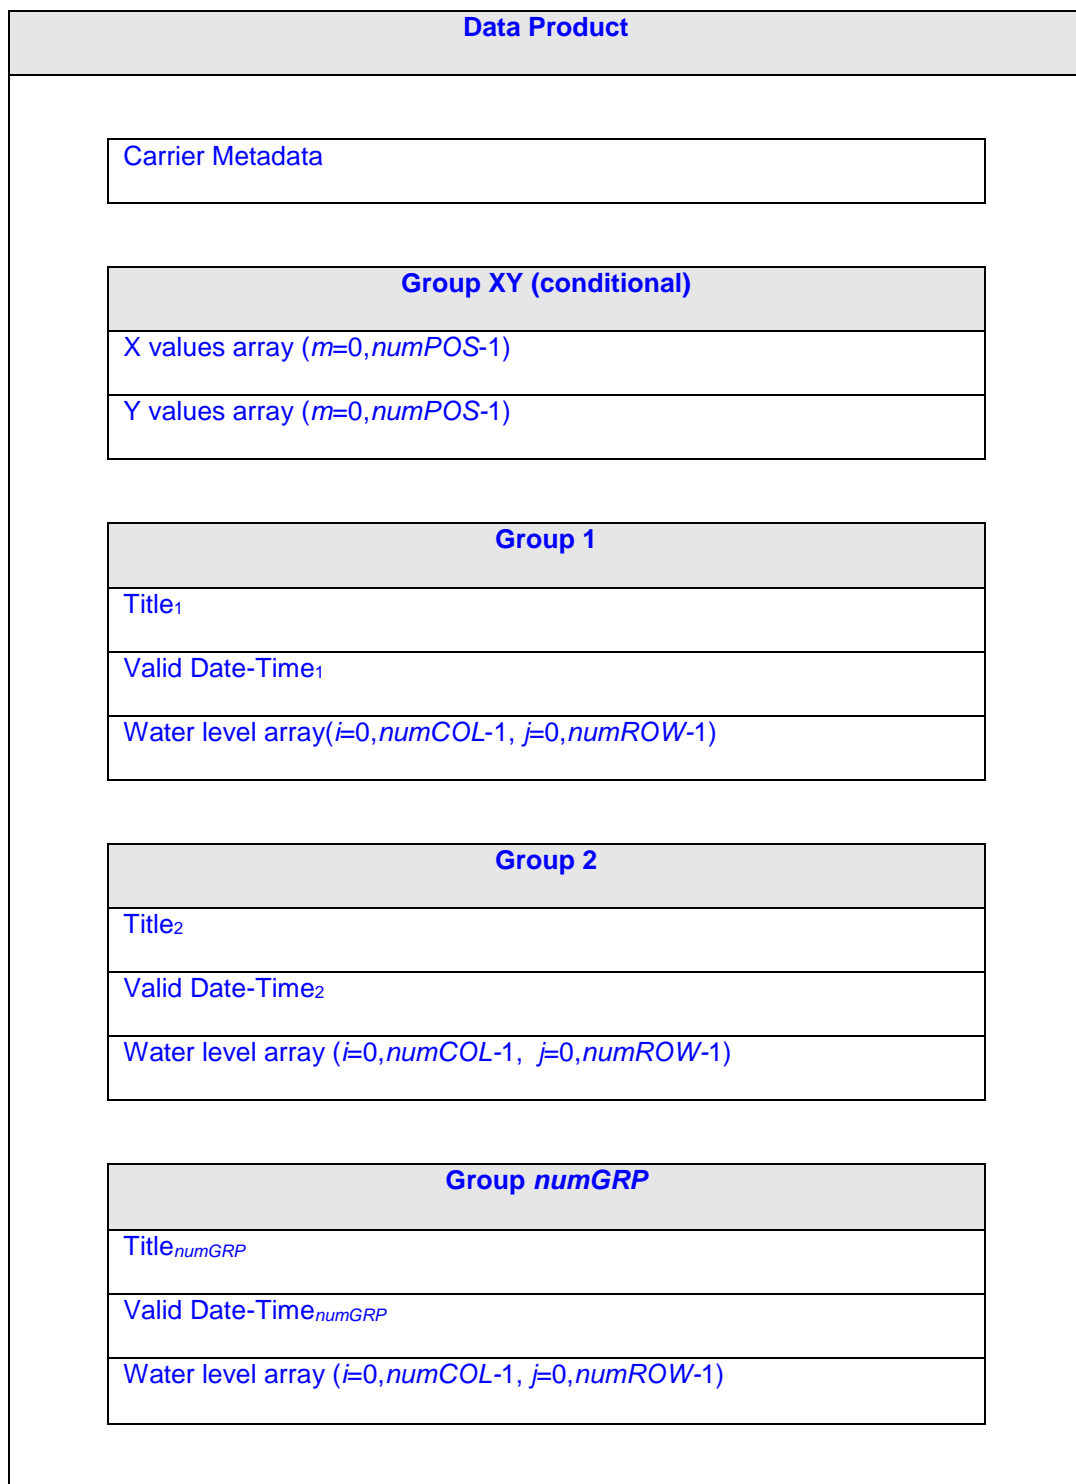 Data Product
Carrier Metadata
Group XY (conditional)
X values array (m=0,numPOS-1)
Y values array (m=0,numPOS-1)
Group 1
Title₁
Valid Date-Time₁
Water level array(i=0,numCOL-1, j=0,numROW-1)
Group 2
Title₂
Valid Date-Time₂
Water level array (i=0,numCOL-1, j=0,numROW-1)
Group numGRP
TitlenumGRP
Valid Date-TimenumGRP
Water level array (i=0,numCOL-1, j=0,numROW-1)